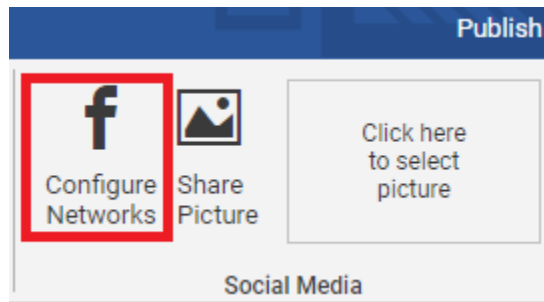 Publish
f
Configure
Networks
Share
Picture
Click here
to select
picture
Social Media